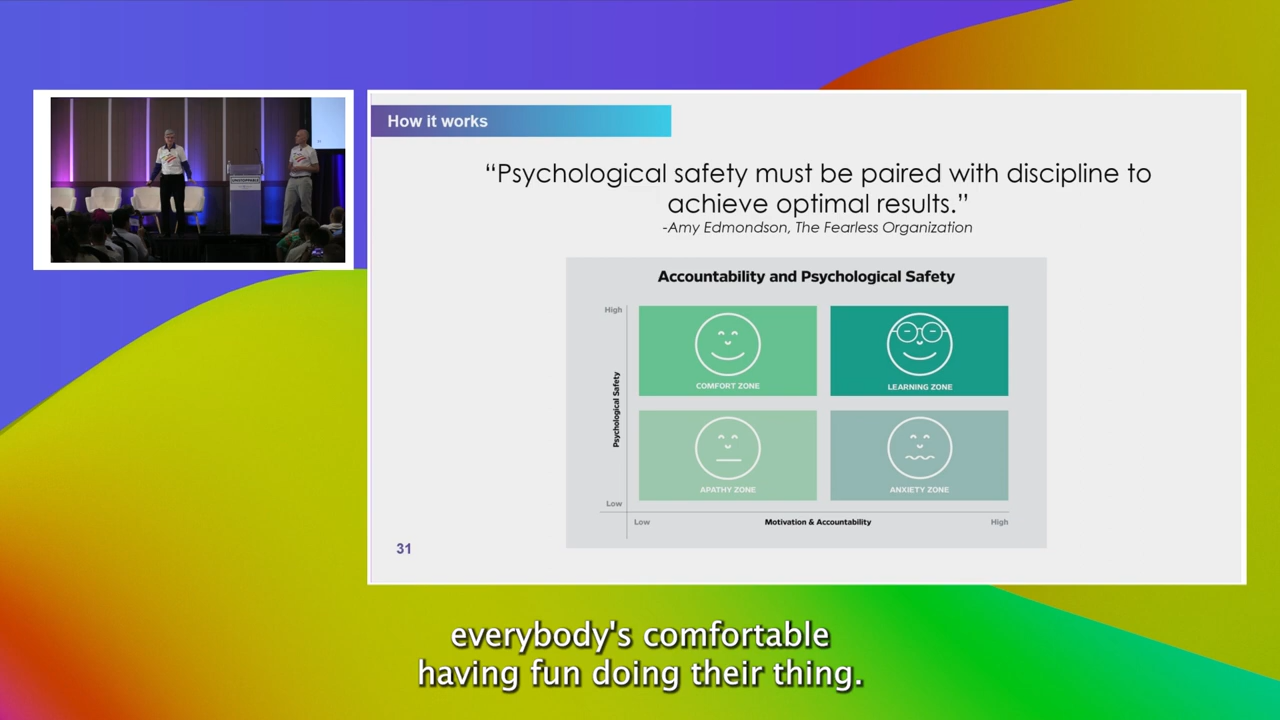 How it works
“Psychological safety must be paired with discipline to
achieve optimal results.”
-Amy Edmondson, The Fearless Organization
Accountability and Psychological Safety
High
Psychological Safety
Low
COMFORT ZONE
LEARNING ZONE
APATHY ZONE
ANXIETY ZONE
Low
Motivation & Accountability
High
31
everybody's comfortable
having fun doing their thing.